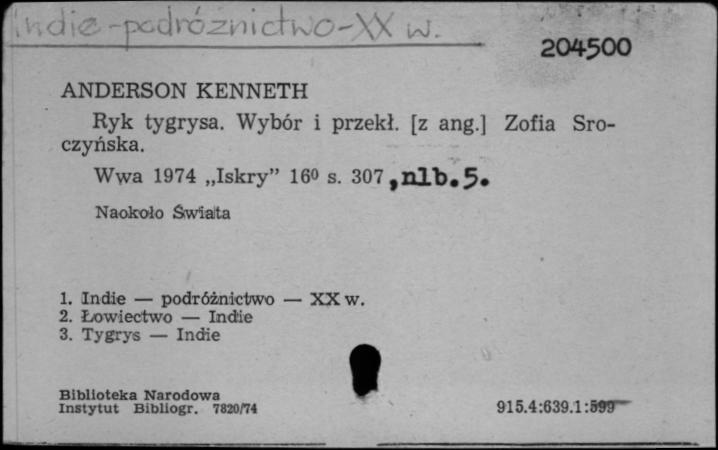 Indie-podróżnictwo-XX w.
204500
ANDERSON KENNETH
Ryk tygrysa. Wybór i przekł. [z ang.] Zofia Sro-
czyńska.
Wwa 1974 „Iskry” 16⁰ s. 307, nlb.5.
Naokoło Świata
1. Indie — podróżnictwo — XX w.
2. Łowiectwo — Indie
3. Tygrys — Indie
Biblioteka Narodowa
Instytut Bibliogr. 7820/74
915.4:639.1:599